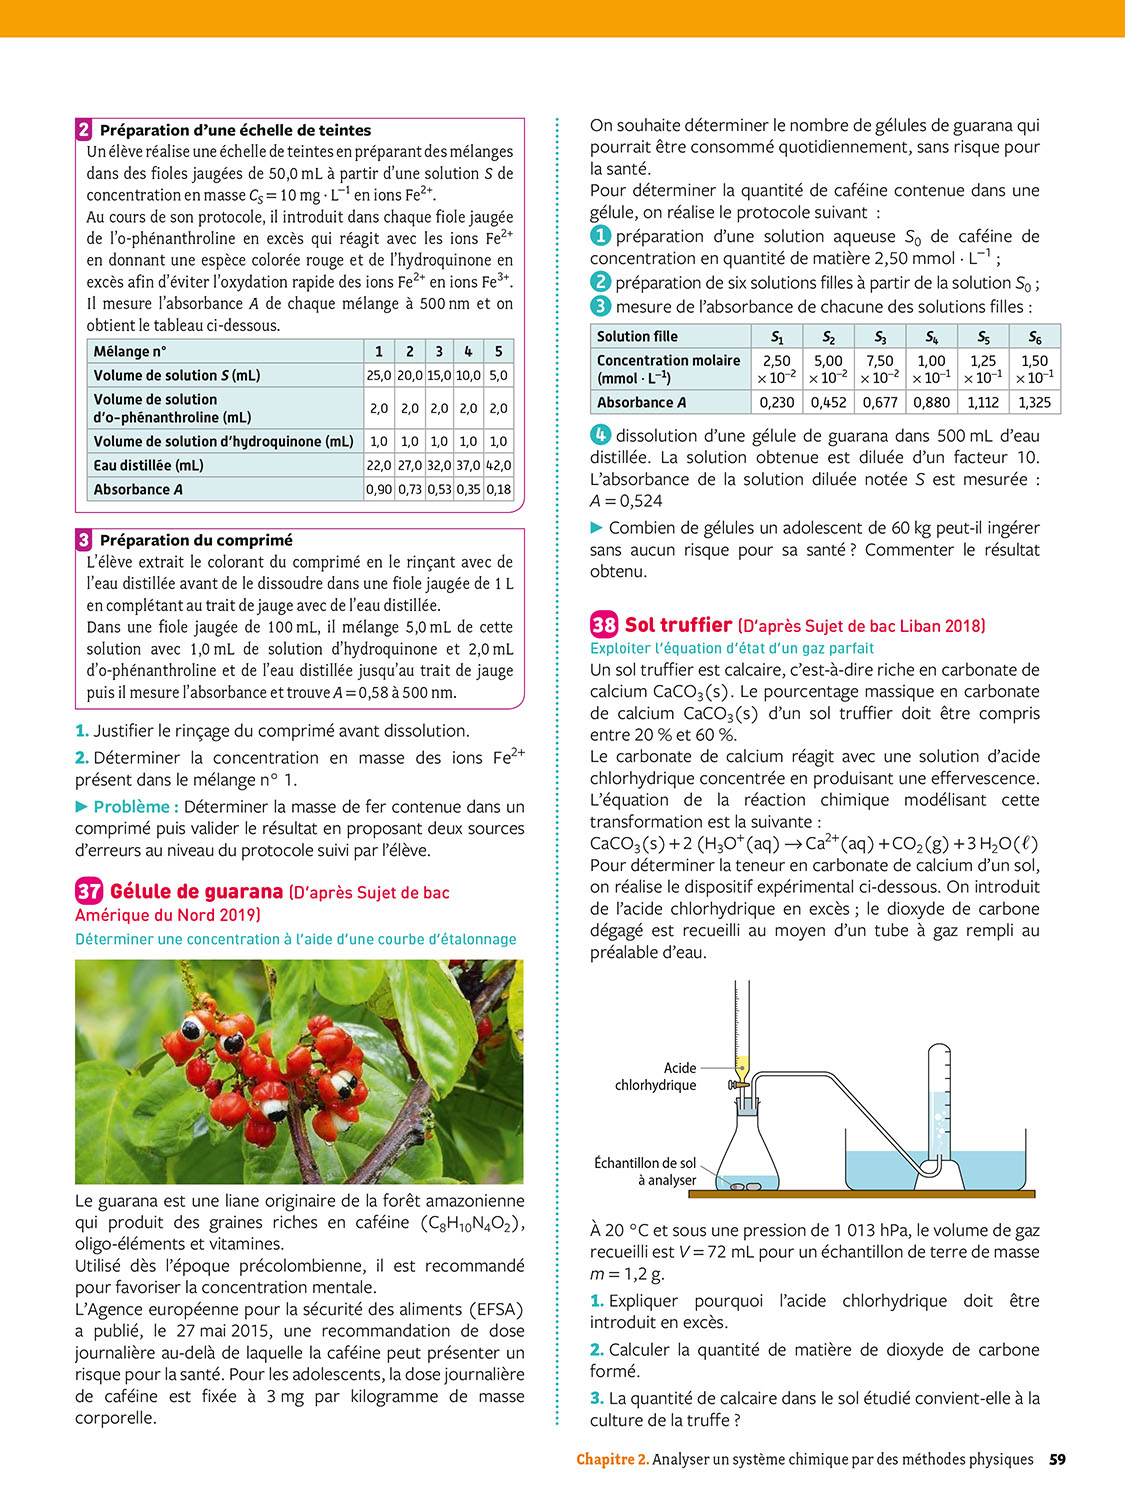 2 Préparation d'une échelle de teintes
Un élève réalise une échelle de teintes en préparant des mélanges
dans des fioles jaugées de 50,0 mL à partir d'une solution S de
concentration en masse C_S = 10 mg · L⁻¹ en ions Fe²⁺.
Au cours de son protocole, il introduit dans chaque fiole jaugée
de l'o-phénanthroline en excès qui réagit avec les ions Fe²⁺
en donnant une espèce colorée rouge et de l'hydroquinone en
excès afin d'éviter l'oxydation rapide des ions Fe²⁺ en ions Fe³⁺.
Il mesure l'absorbance A de chaque mélange à 500 nm et on
obtient le tableau ci-dessous.
Mélange n° 1 2 3 4 5
Volume de solution S (mL) 25,0 20,0 15,0 10,0 5,0
Volume de solution
d'o-phénanthroline (mL) 2,0 2,0 2,0 2,0 2,0
Volume de solution d'hydroquinone (mL) 1,0 1,0 1,0 1,0 1,0
Eau distillée (mL) 22,0 27,0 32,0 37,0 42,0
Absorbance A 0,90 0,73 0,53 0,35 0,18
3 Préparation du comprimé
L'élève extrait le colorant du comprimé en le rinçant avec de
l'eau distillée avant de le dissoudre dans une fiole jaugée de 1 L
en complétant au trait de jauge avec de l'eau distillée.
Dans une fiole jaugée de 100 mL, il mélange 5,0 mL de cette
solution avec 1,0 mL de solution d'hydroquinone et 2,0 mL
d'o-phénanthroline et de l'eau distillée jusqu'au trait de jauge
puis il mesure l'absorbance et trouve A = 0,58 à 500 nm.
1. Justifier le rinçage du comprimé avant dissolution.
2. Déterminer la concentration en masse des ions Fe²⁺
présent dans le mélange n° 1.
► Problème : Déterminer la masse de fer contenue dans un
comprimé puis valider le résultat en proposant deux sources
d'erreurs au niveau du protocole suivi par l'élève.
37 Gélule de guarana (D'après Sujet de bac
Amérique du Nord 2019)
Déterminer une concentration à l'aide d'une courbe d'étalonnage
Le guarana est une liane originaire de la forêt amazonienne
qui produit des graines riches en caféine (C₈H₁₀N₄O₂),
oligo-éléments et vitamines.
Utilisé dès l'époque précolombienne, il est recommandé
pour favoriser la concentration mentale.
L'Agence européenne pour la sécurité des aliments (EFSA)
a publié, le 27 mai 2015, une recommandation de dose
journalière au-delà de laquelle la caféine peut présenter un
risque pour la santé. Pour les adolescents, la dose journalière
de caféine est fixée à 3 mg par kilogramme de masse
corporelle.
On souhaite déterminer le nombre de gélules de guarana qui
pourrait être consommé quotidiennement, sans risque pour
la santé.
Pour déterminer la quantité de caféine contenue dans une
gélule, on réalise le protocole suivant :
1 préparation d'une solution aqueuse S₀ de caféine de
concentration en quantité de matière 2,50 mmol · L⁻¹ ;
2 préparation de six solutions filles à partir de la solution S₀ ;
3 mesure de l'absorbance de chacune des solutions filles :
Solution fille S₁ S₂ S₃ S₄ S₅ S₆
Concentration molaire 2,50 5,00 7,50 1,00 1,25 1,50
(mmol · L⁻¹) × 10⁻² × 10⁻² × 10⁻² × 10⁻¹ × 10⁻¹ × 10⁻¹
Absorbance A 0,230 0,452 0,677 0,880 1,112 1,325
4 dissolution d'une gélule de guarana dans 500 mL d'eau
distillée. La solution obtenue est diluée d'un facteur 10.
L'absorbance de la solution diluée notée S est mesurée :
A = 0,524
► Combien de gélules un adolescent de 60 kg peut-il ingérer
sans aucun risque pour sa santé ? Commenter le résultat
obtenu.
38 Sol truffier (D'après Sujet de bac Liban 2018)
Exploiter l'équation d'état d'un gaz parfait
Un sol truffier est calcaire, c'est-à-dire riche en carbonate de
calcium CaCO₃(s). Le pourcentage massique en carbonate
de calcium CaCO₃(s) d'un sol truffier doit être compris
entre 20 % et 60 %.
Le carbonate de calcium réagit avec une solution d'acide
chlorhydrique concentrée en produisant une effervescence.
L'équation de la réaction chimique modélisant cette
transformation est la suivante :
CaCO₃(s) + 2 (H₃O⁺(aq) → Ca²⁺(aq) + CO₂(g) + 3 H₂O(ℓ)
Pour déterminer la teneur en carbonate de calcium d'un sol,
on réalise le dispositif expérimental ci-dessous. On introduit
de l'acide chlorhydrique en excès ; le dioxyde de carbone
dégagé est recueilli au moyen d'un tube à gaz rempli au
préalable d'eau.
Acide
chlorhydrique
Échantillon de sol
à analyser
À 20 °C et sous une pression de 1 013 hPa, le volume de gaz
recueilli est V = 72 mL pour un échantillon de terre de masse
m = 1,2 g.
1. Expliquer pourquoi l'acide chlorhydrique doit être
introduit en excès.
2. Calculer la quantité de matière de dioxyde de carbone
formé.
3. La quantité de calcaire dans le sol étudié convient-elle à la
culture de la truffe ?
Chapitre 2. Analyser un système chimique par des méthodes physiques 59